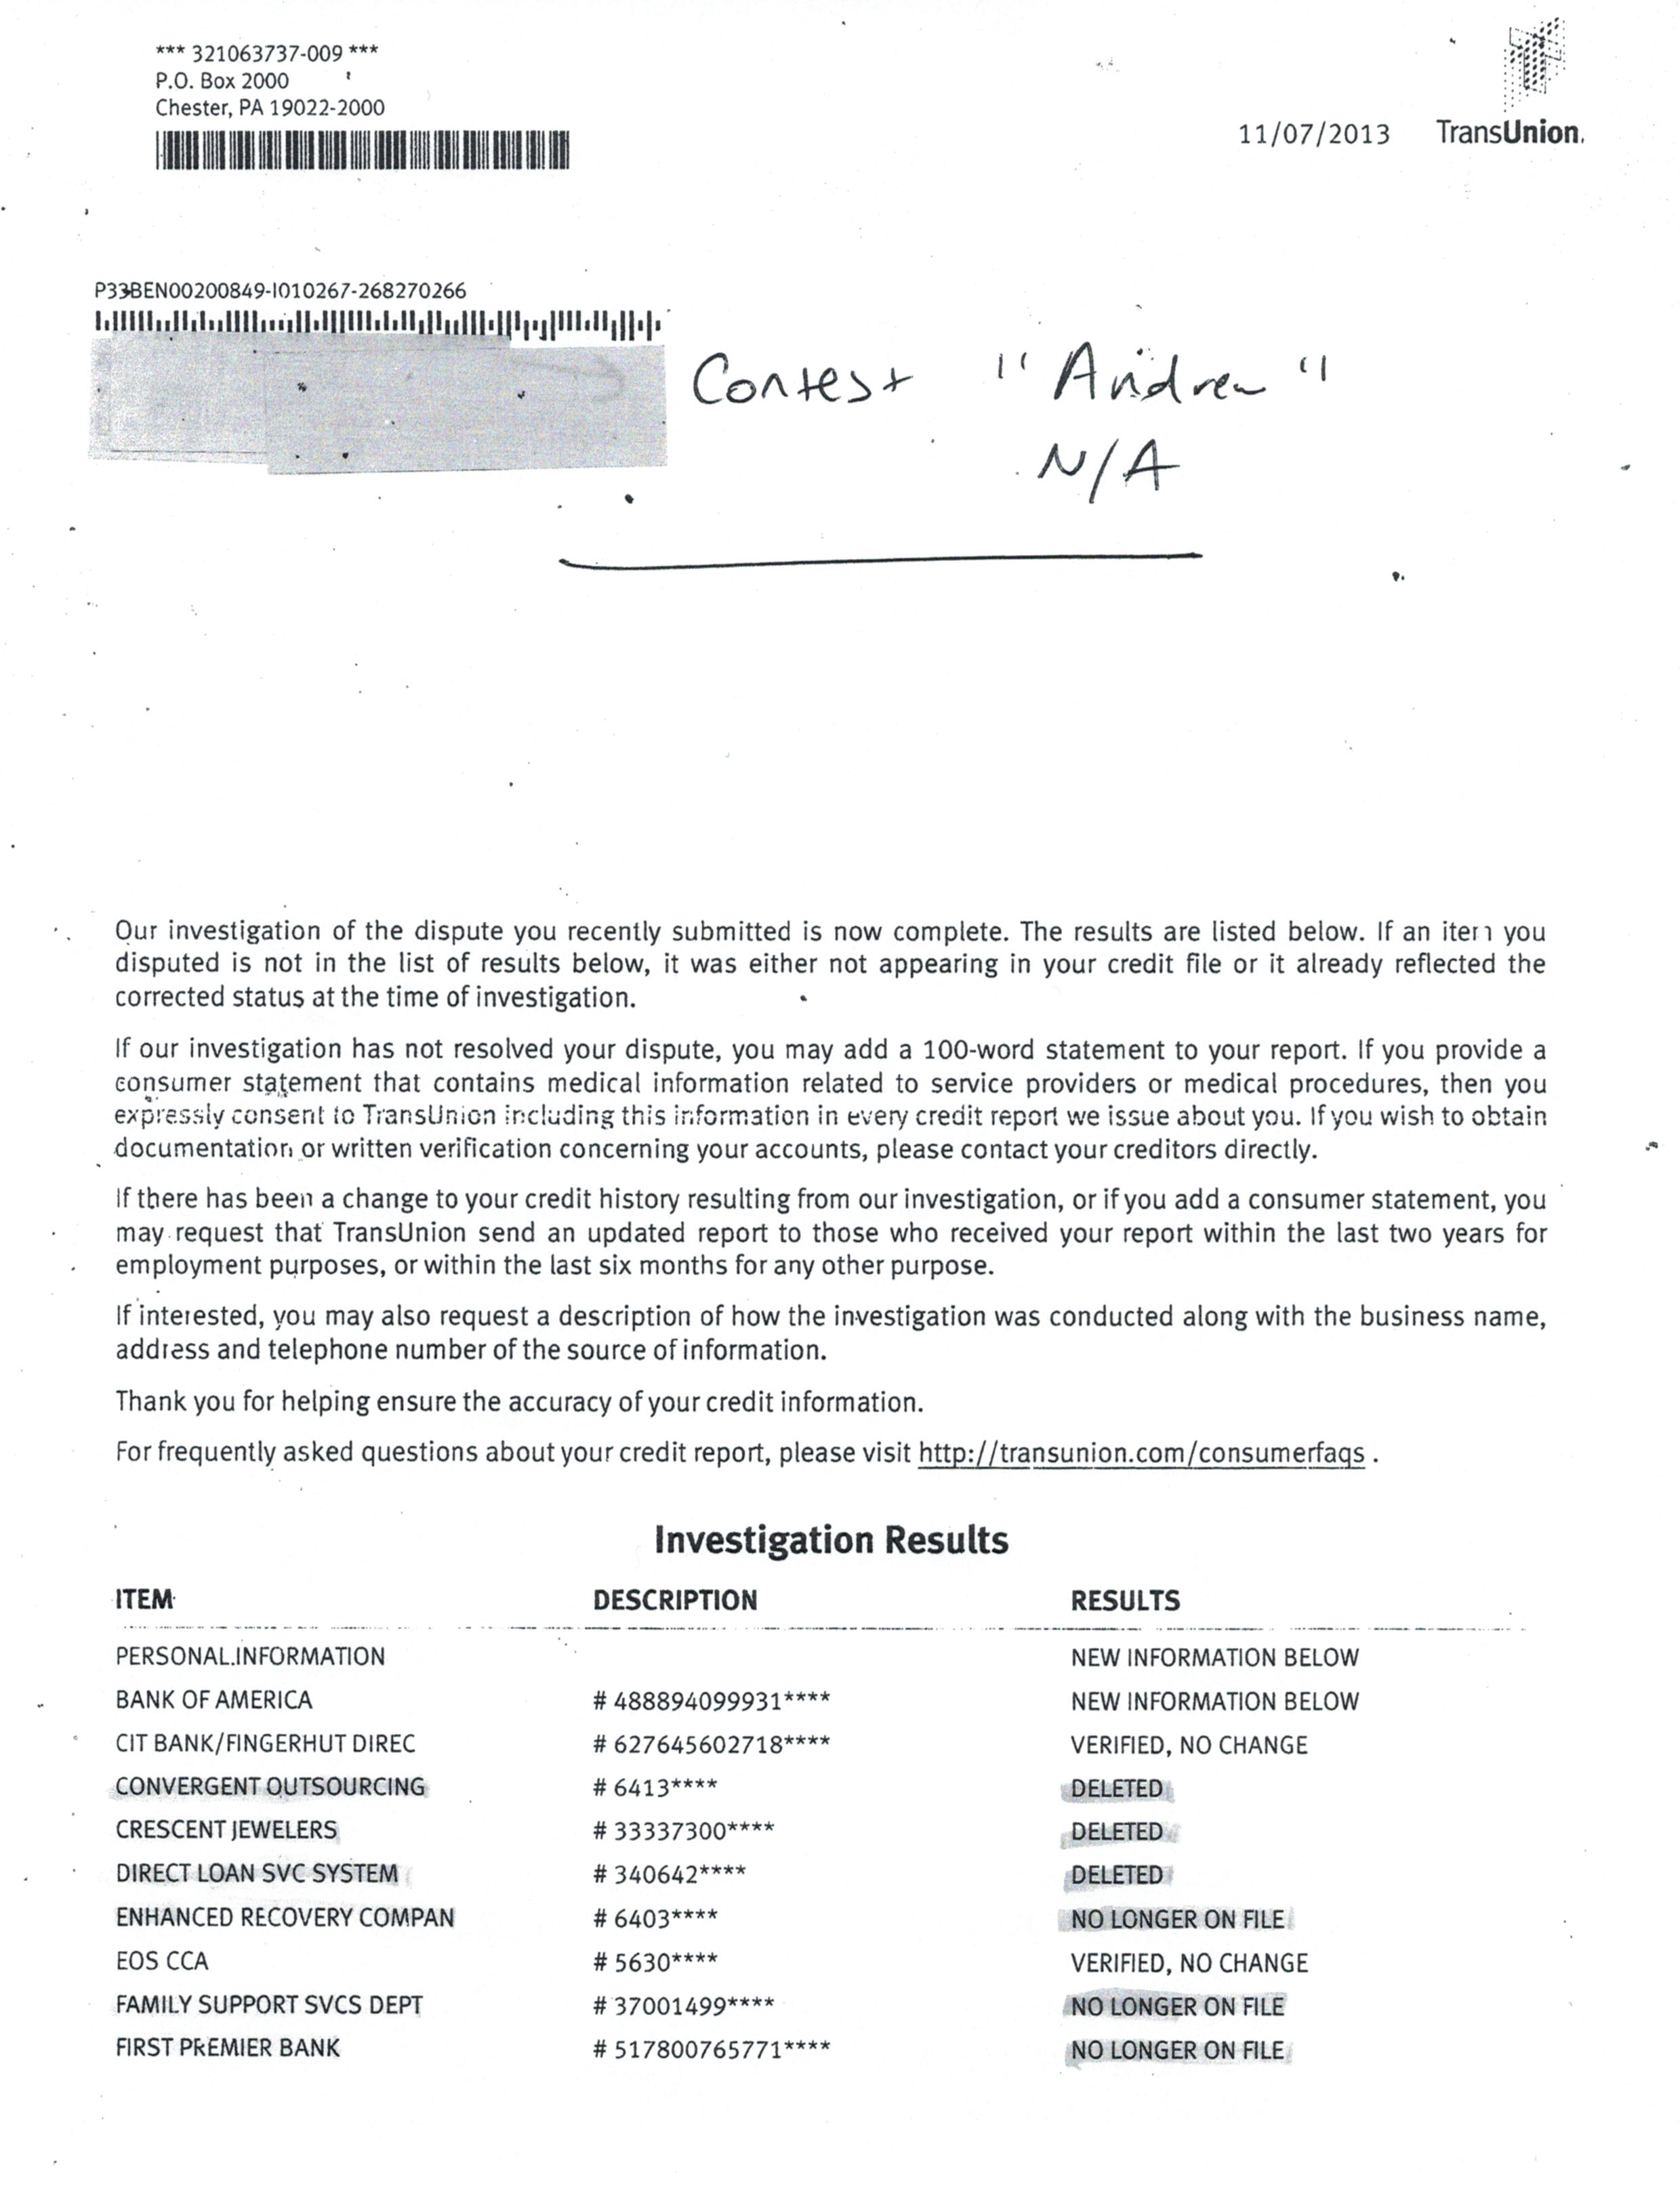 *** 321063737-009 ***
P.O. Box 2000
Chester, PA 19022-2000
11/07/2013 TransUnion.
P33BEN00200849-I010267-268270266
Contest "Andrew"
N/A
Our investigation of the dispute you recently submitted is now complete. The results are listed below. If an item you
disputed is not in the list of results below, it was either not appearing in your credit file or it already reflected the
corrected status at the time of investigation.
If our investigation has not resolved your dispute, you may add a 100-word statement to your report. If you provide a
consumer statement that contains medical information related to service providers or medical procedures, then you
expressly consent to TransUnion including this information in every credit report we issue about you. If you wish to obtain
documentation or written verification concerning your accounts, please contact your creditors directly.
If there has been a change to your credit history resulting from our investigation, or if you add a consumer statement, you
may request that TransUnion send an updated report to those who received your report within the last two years for
employment purposes, or within the last six months for any other purpose.
If interested, you may also request a description of how the investigation was conducted along with the business name,
address and telephone number of the source of information.
Thank you for helping ensure the accuracy of your credit information.
For frequently asked questions about your credit report, please visit http://transunion.com/consumerfaqs .
Investigation Results
ITEM DESCRIPTION RESULTS
PERSONAL INFORMATION NEW INFORMATION BELOW
BANK OF AMERICA # 488894099931**** NEW INFORMATION BELOW
CIT BANK/FINGERHUT DIREC # 627645602718**** VERIFIED, NO CHANGE
CONVERGENT OUTSOURCING # 6413**** DELETED
CRESCENT JEWELERS # 33337300**** DELETED
DIRECT LOAN SVC SYSTEM # 340642**** DELETED
ENHANCED RECOVERY COMPAN # 6403**** NO LONGER ON FILE
EOS CCA # 5630**** VERIFIED, NO CHANGE
FAMILY SUPPORT SVCS DEPT # 37001499**** NO LONGER ON FILE
FIRST PREMIER BANK # 517800765771**** NO LONGER ON FILE